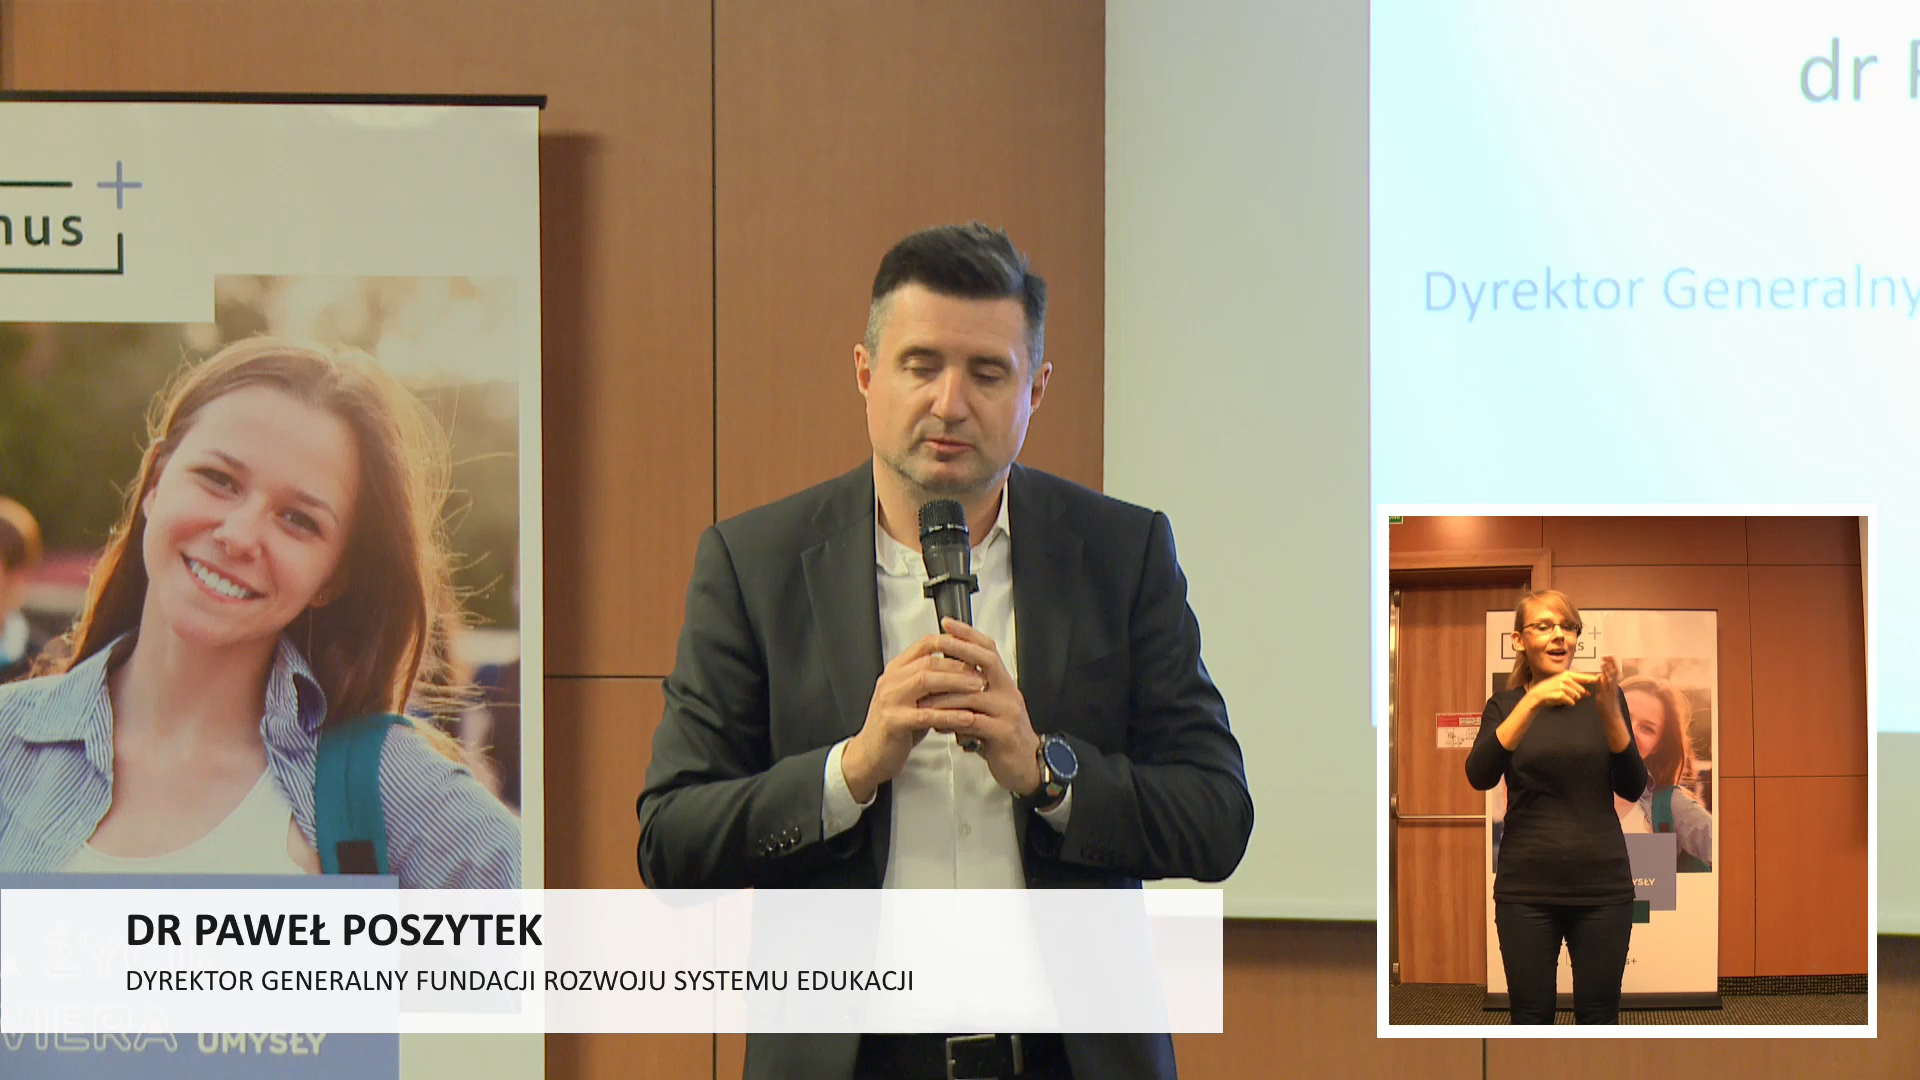 nus
dr
Dyrektor Generalny
DR PAWEŁ POSZYTEK
DYREKTOR GENERALNY FUNDACJI ROZWOJU SYSTEMU EDUKACJI
UMYSŁY